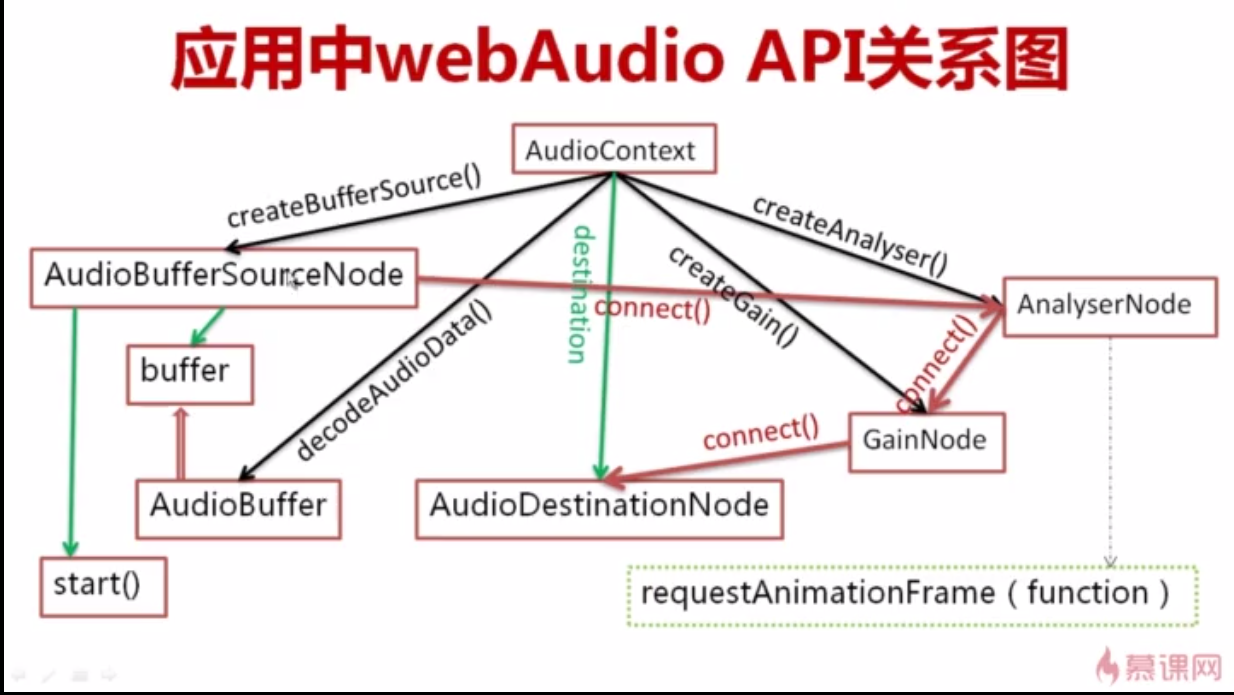 应用中webAudio API关系图
AudioContext
createBufferSource()
createAnalyser()
AudioBufferSourceNode
destination
createGain()
connect()
AnalyserNode
decodeAudioData()
connect()
buffer
connect()
GainNode
AudioBuffer
AudioDestinationNode
start()
requestAnimationFrame（function）
慕课网